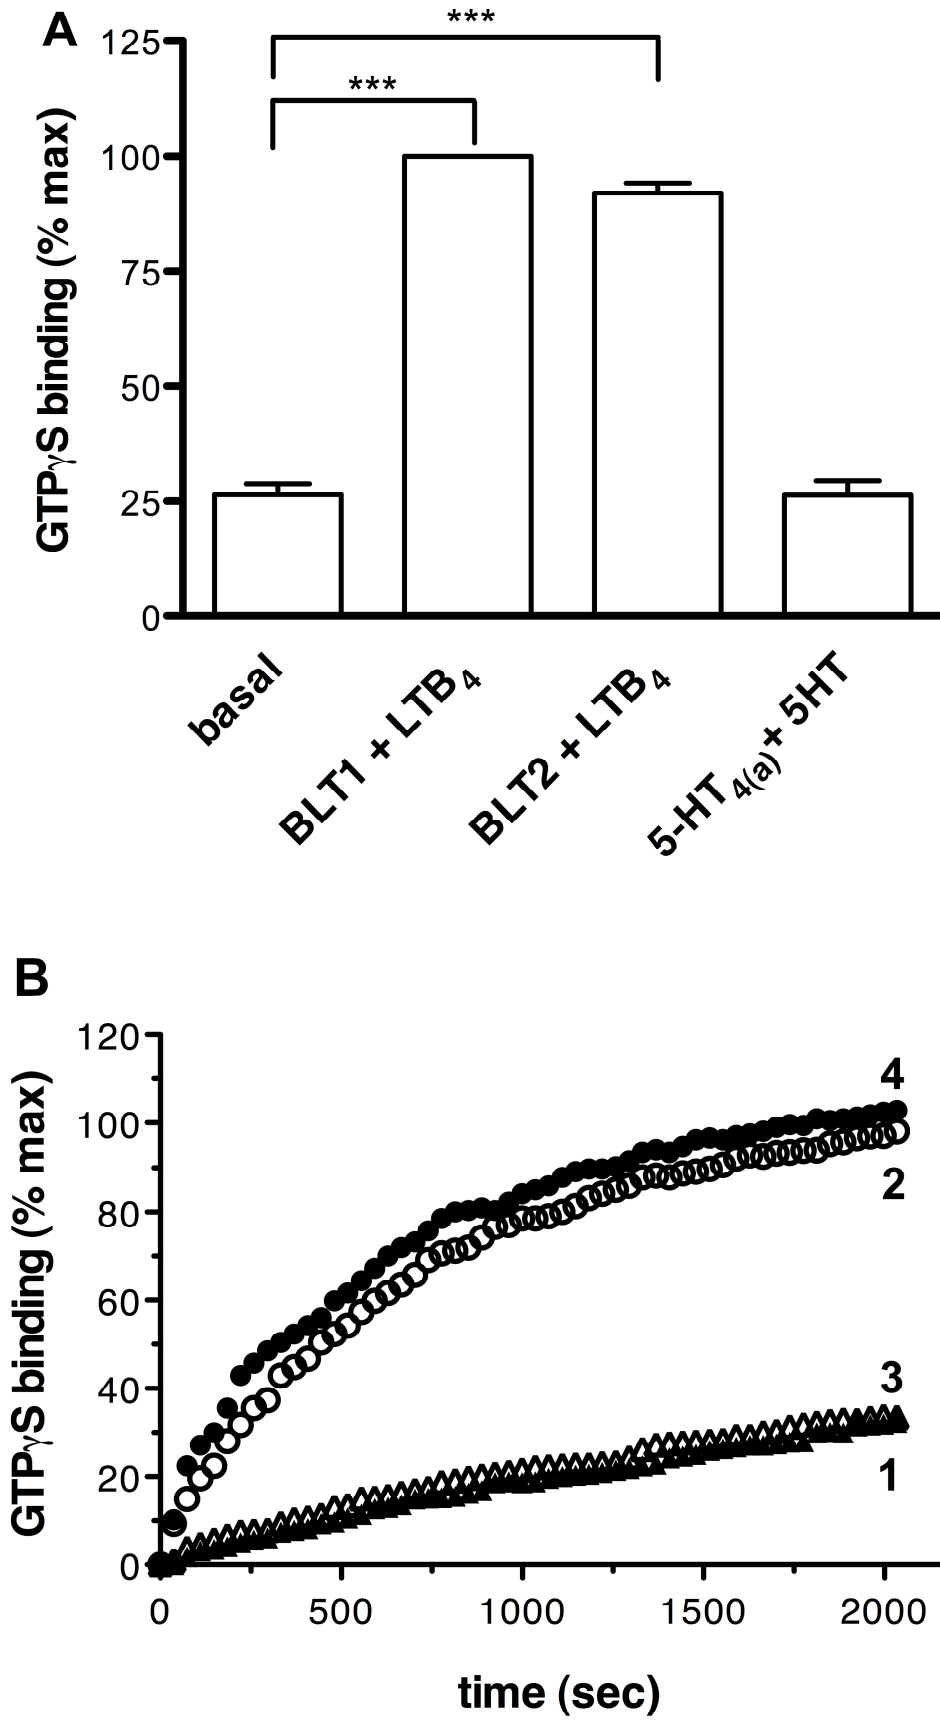 A
***
***
125
100
75
50
25
0
GTPγS binding (% max)
basal
BLT1 + LTB4
BLT2 + LTB4
5-HT4(a)+ 5HT
B
120
100
80
60
40
20
0
GTPγS binding (% max)
4
2
3
1
0 500 1000 1500 2000
time (sec)